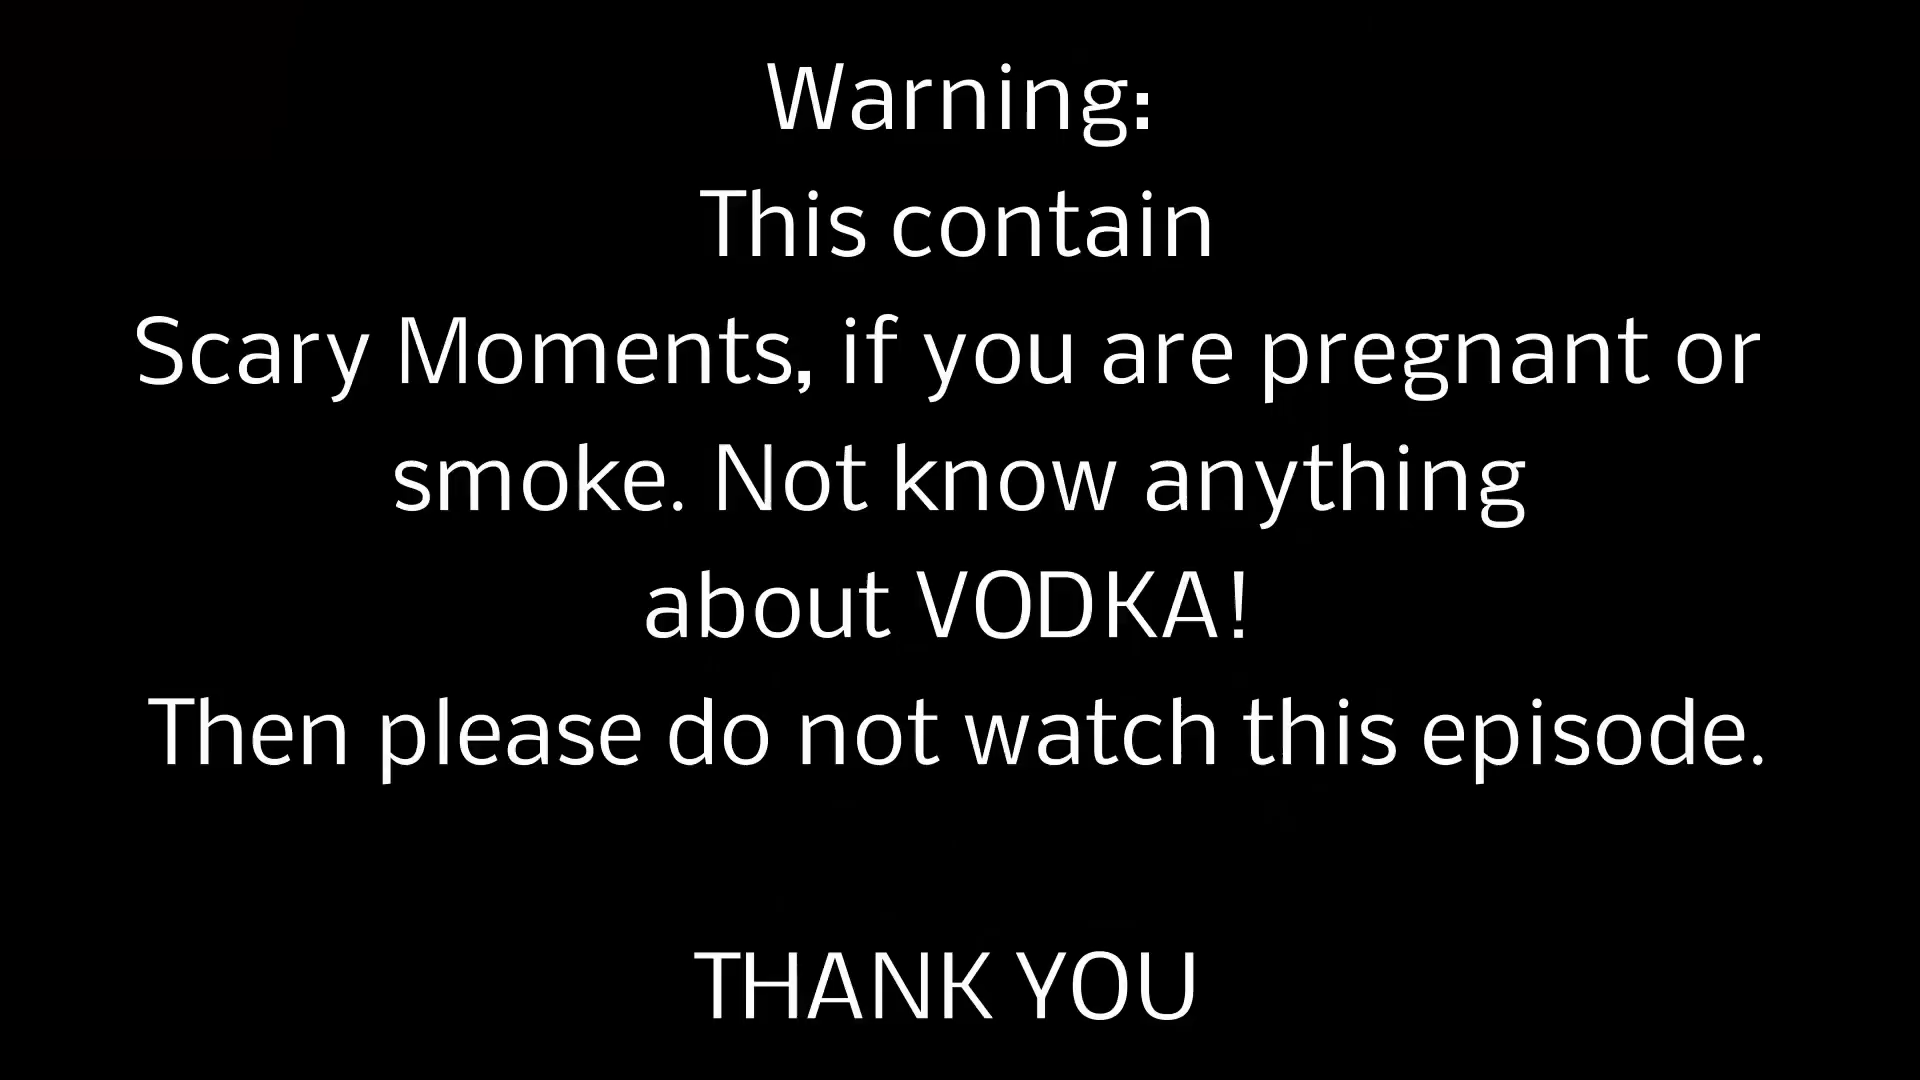 Warning:
This contain
Scary Moments, if you are pregnant or
smoke. Not know anything
about VODKA!
Then please do not watch this episode.
THANK YOU